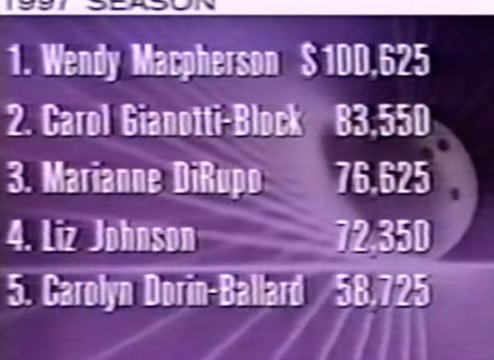 1997 SEASON
1. Wendy Macpherson $100,625
2. Carol Gianotti-Block 83,550
3. Marianne DiRupo 76,625
4. Liz Johnson 72,350
5. Carolyn Dorin-Ballard 58,725